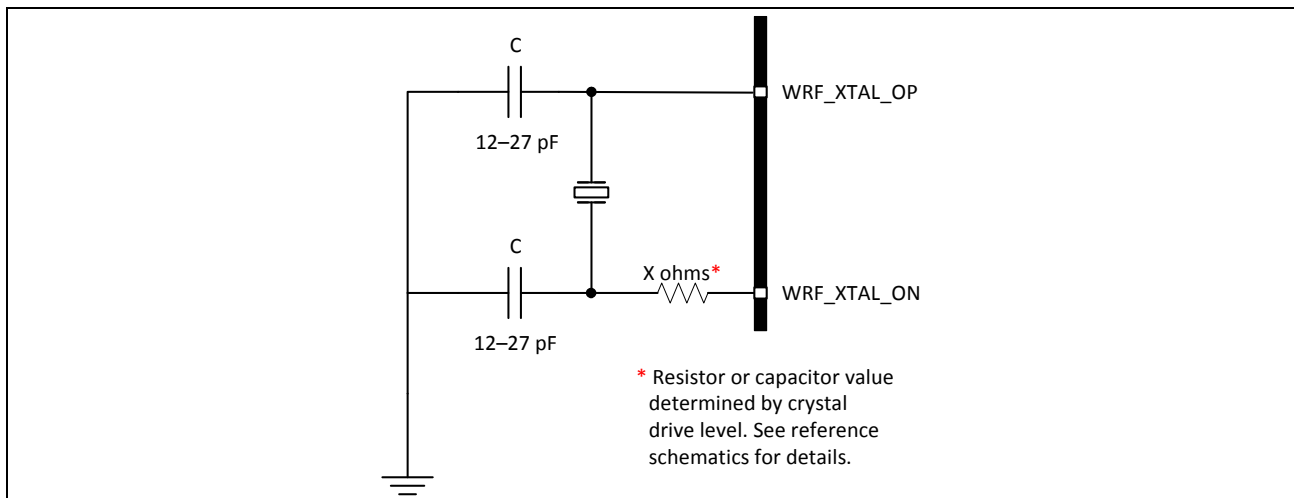 C
WRF_XTAL_OP
12–27 pF
C
X ohms*
WRF_XTAL_ON
12–27 pF
* Resistor or capacitor value
determined by crystal
drive level. See reference
schematics for details.